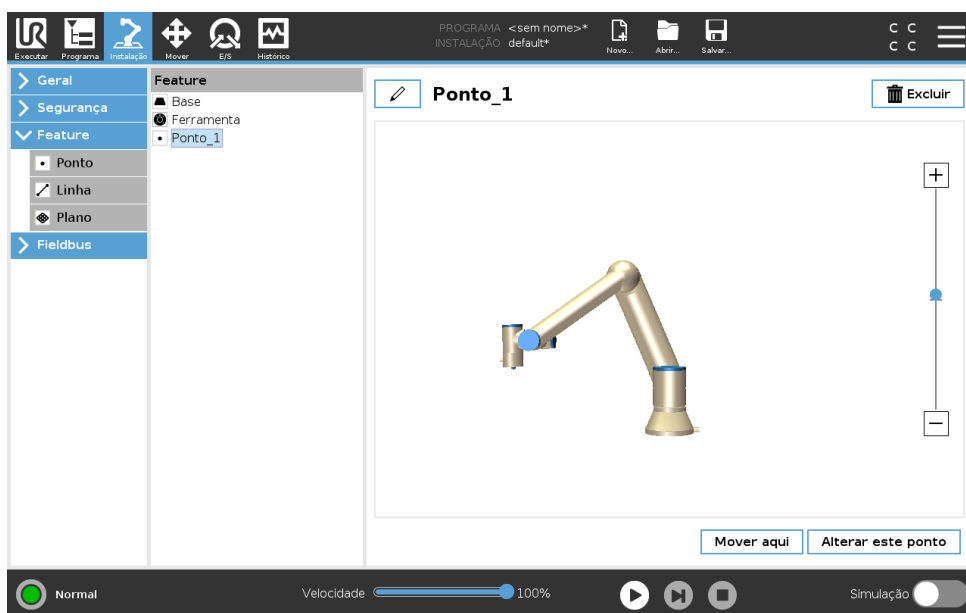 UR
Executar Programa Instalação Mover E/S Histórico
PROGRAMA <sem nome>*
INSTALAÇÃO default*
Novo... Abrir... Salvar...
C C
C C
Geral
Segurança
Feature
Ponto
Linha
Plano
Fieldbus
Feature
Base
Ferramenta
Ponto_1
Ponto_1
Excluir
Mover aqui Alterar este ponto
Normal
Velocidade 100%
Simulação